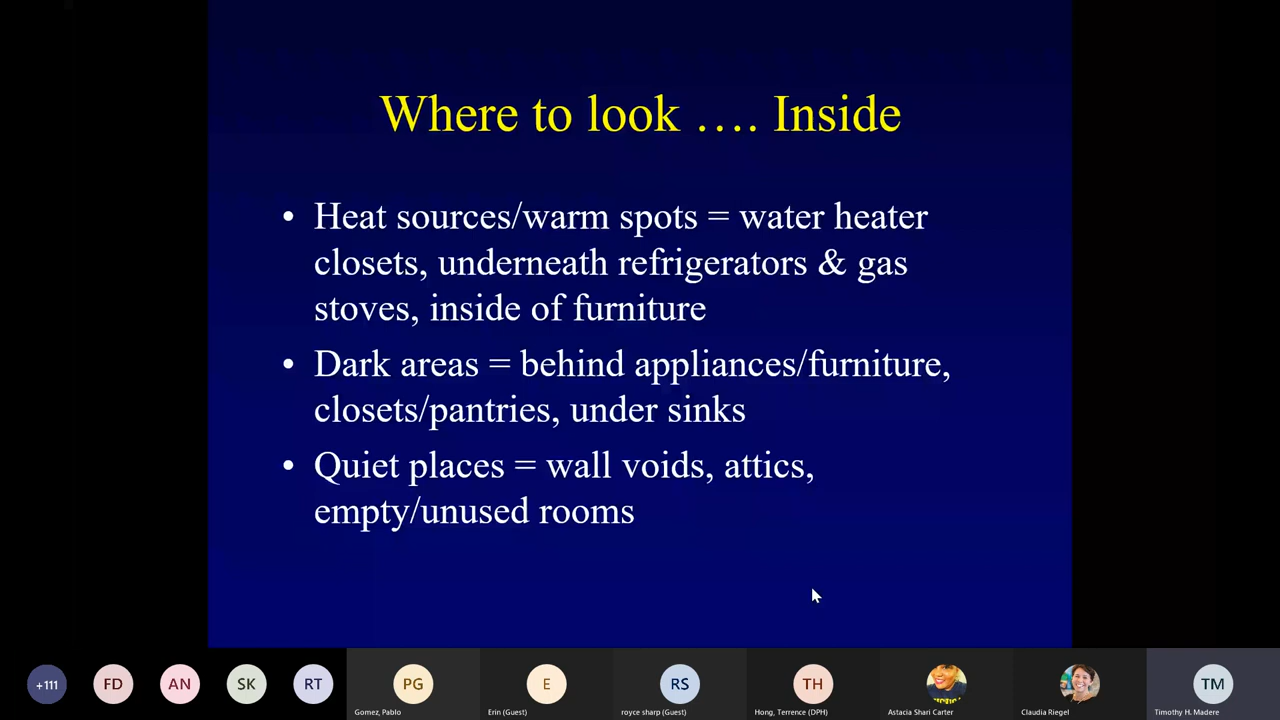 Where to look …. Inside
• Heat sources/warm spots = water heater
closets, underneath refrigerators & gas
stoves, inside of furniture
• Dark areas = behind appliances/furniture,
closets/pantries, under sinks
• Quiet places = wall voids, attics,
empty/unused rooms
+111 FD AN SK RT PG E RS TH TM
Gomez, Pablo Erin (Guest) royce sharp (Guest) Hong, Terrence (DPH) Astacia Shari Carter Claudia Riegel Timothy H. Madere